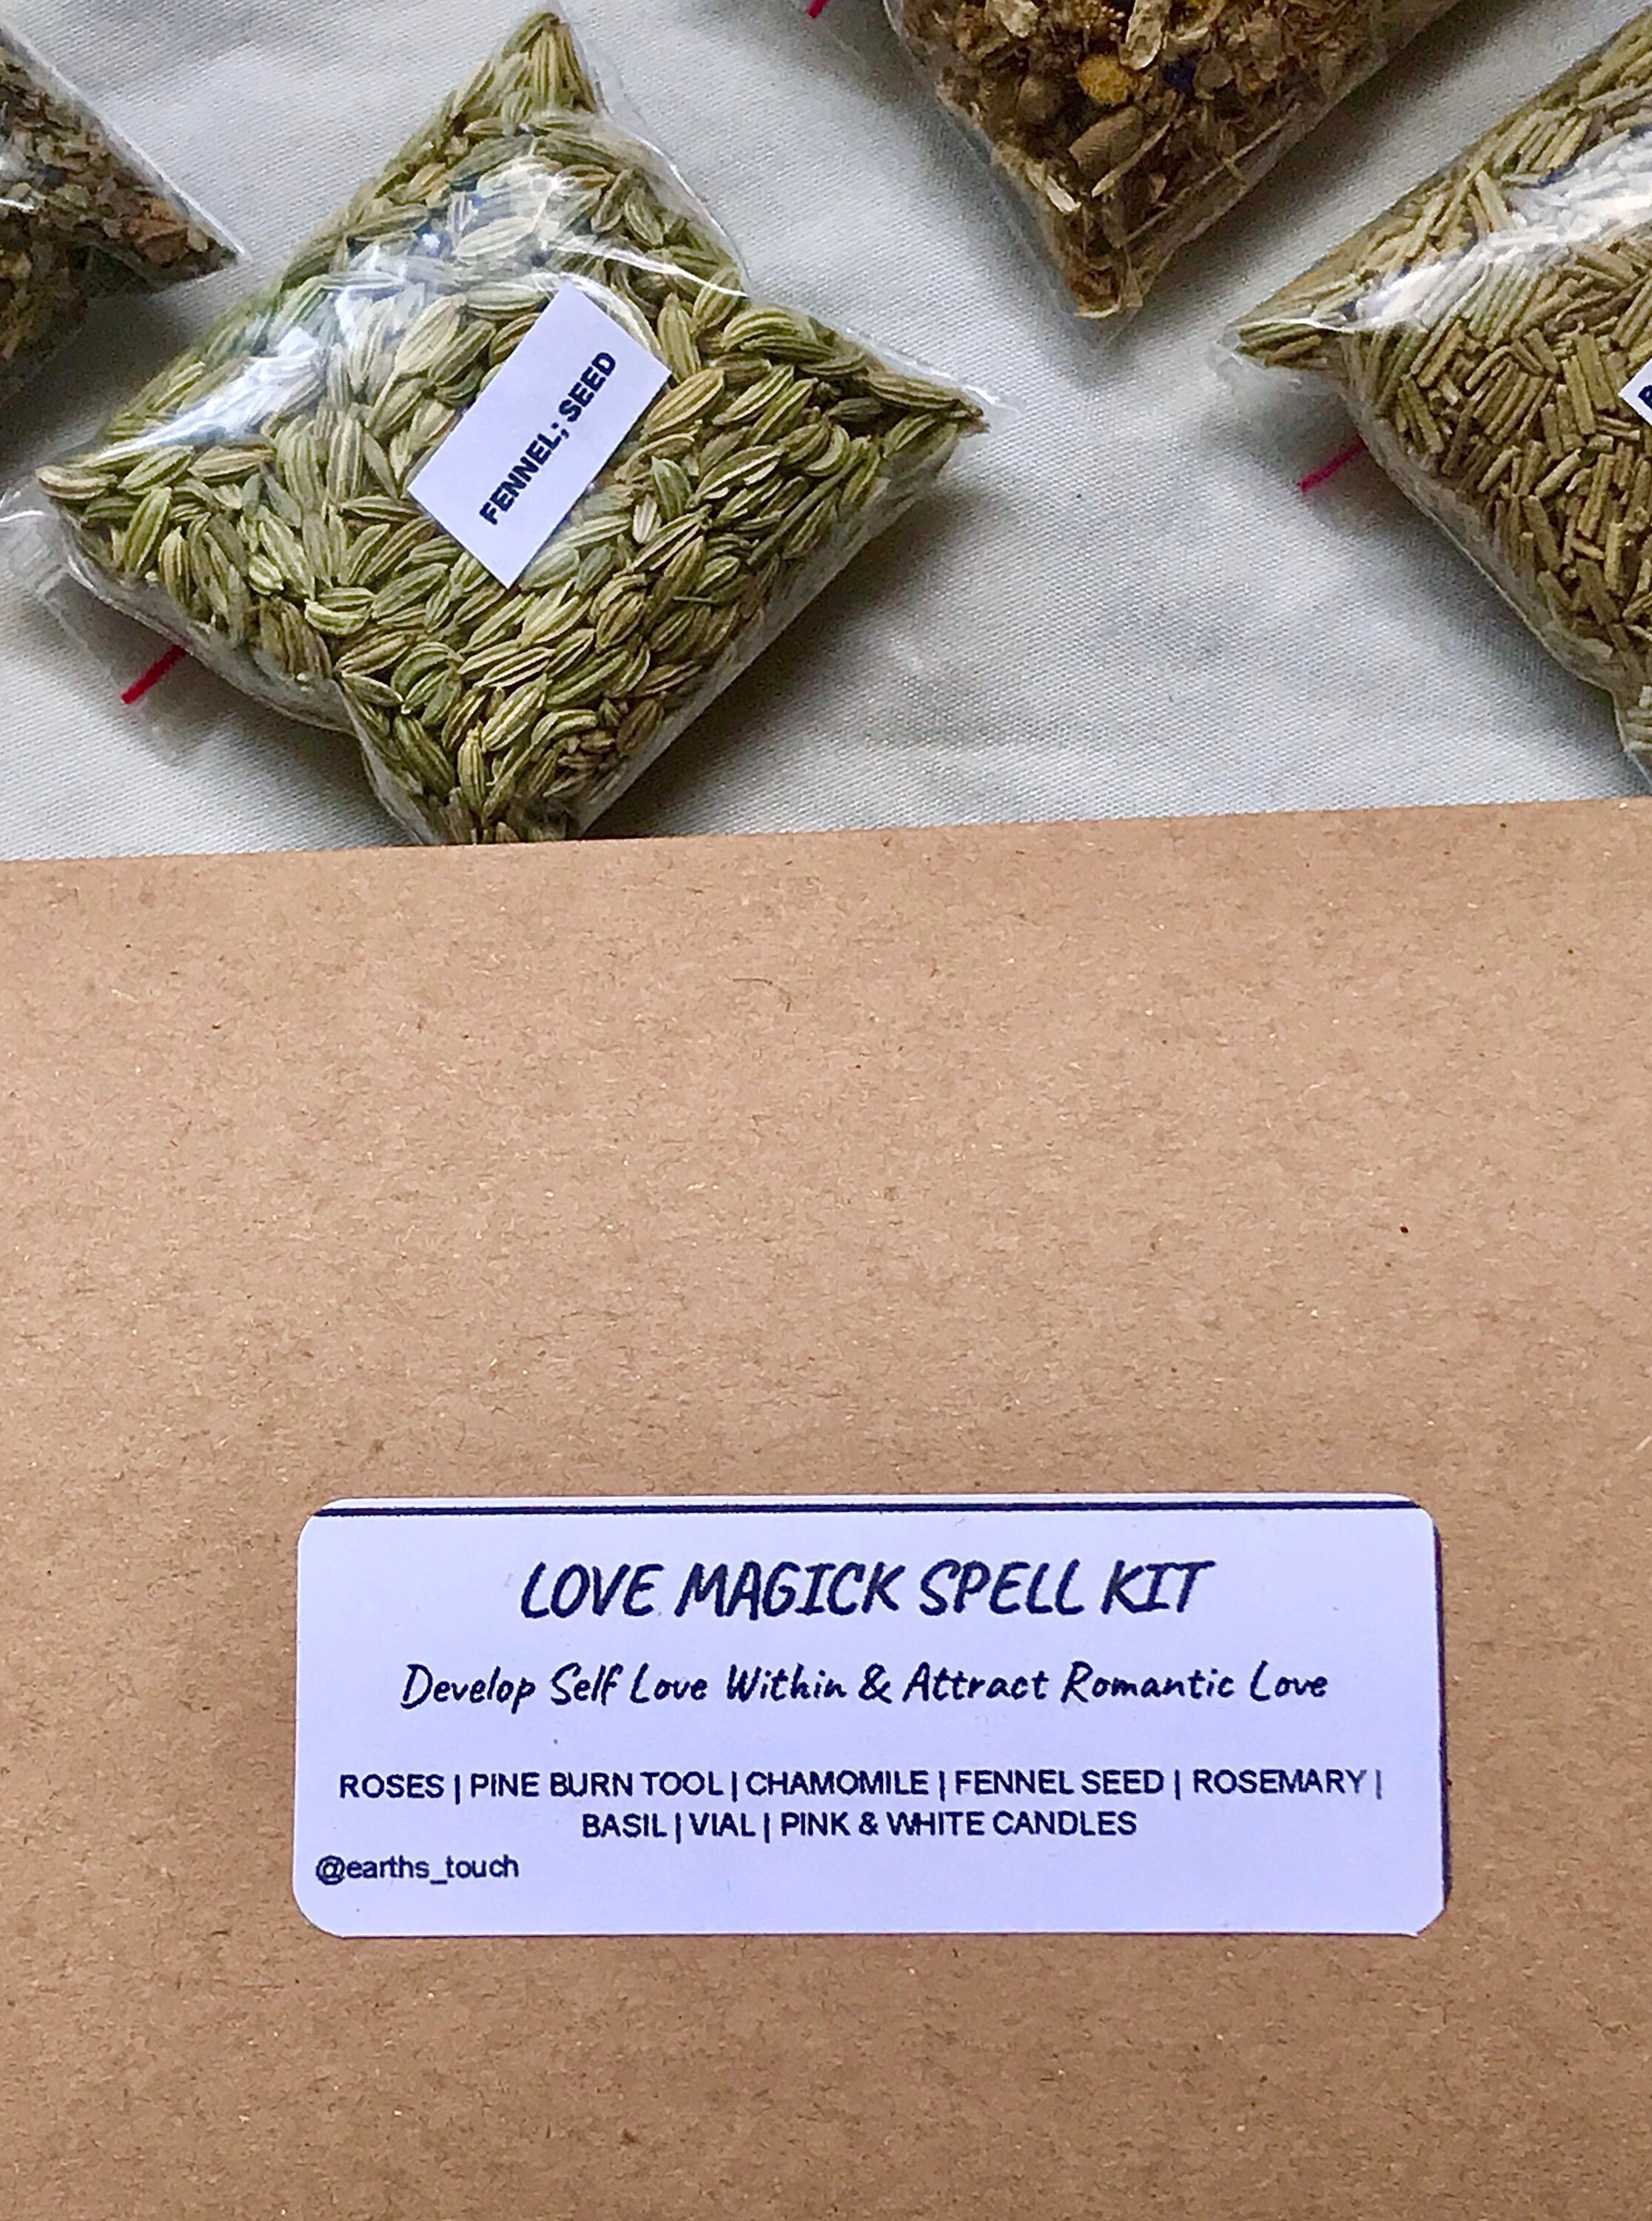 FENNEL; SEED
LOVE MAGICK SPELL KIT
Develop Self Love Within & Attract Romantic Love
ROSES | PINE BURN TOOL | CHAMOMILE | FENNEL SEED | ROSEMARY |
BASIL | VIAL | PINK & WHITE CANDLES
@earths_touch